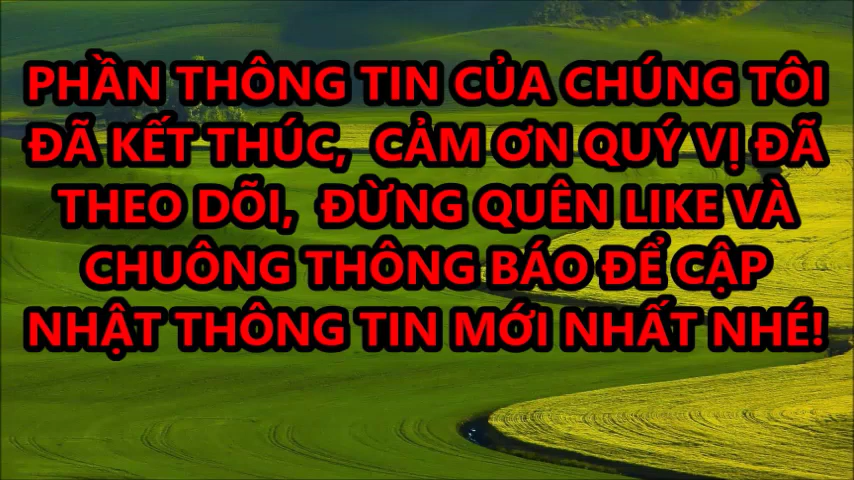 PHẦN THÔNG TIN CỦA CHÚNG TÔI
ĐÃ KẾT THÚC, CẢM ƠN QUÝ VỊ ĐÃ
THEO DÕI, ĐỪNG QUÊN LIKE VÀ
CHUÔNG THÔNG BÁO ĐỂ CẬP
NHẬT THÔNG TIN MỚI NHẤT NHÉ!